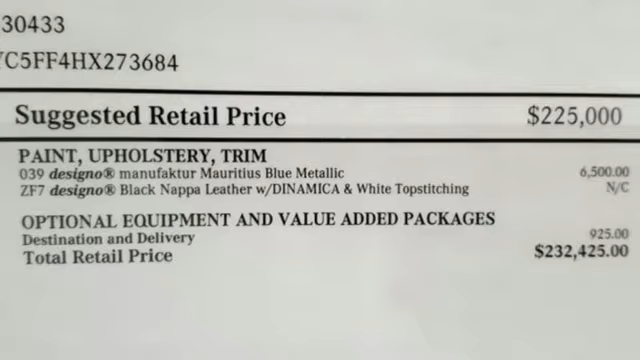 30433
YC5FF4HX273684
Suggested Retail Price $225,000
PAINT, UPHOLSTERY, TRIM
039 designo® manufaktur Mauritius Blue Metallic 6,500.00
ZF7 designo® Black Nappa Leather w/DINAMICA & White Topstitching N/C
OPTIONAL EQUIPMENT AND VALUE ADDED PACKAGES
Destination and Delivery 925.00
Total Retail Price $232,425.00